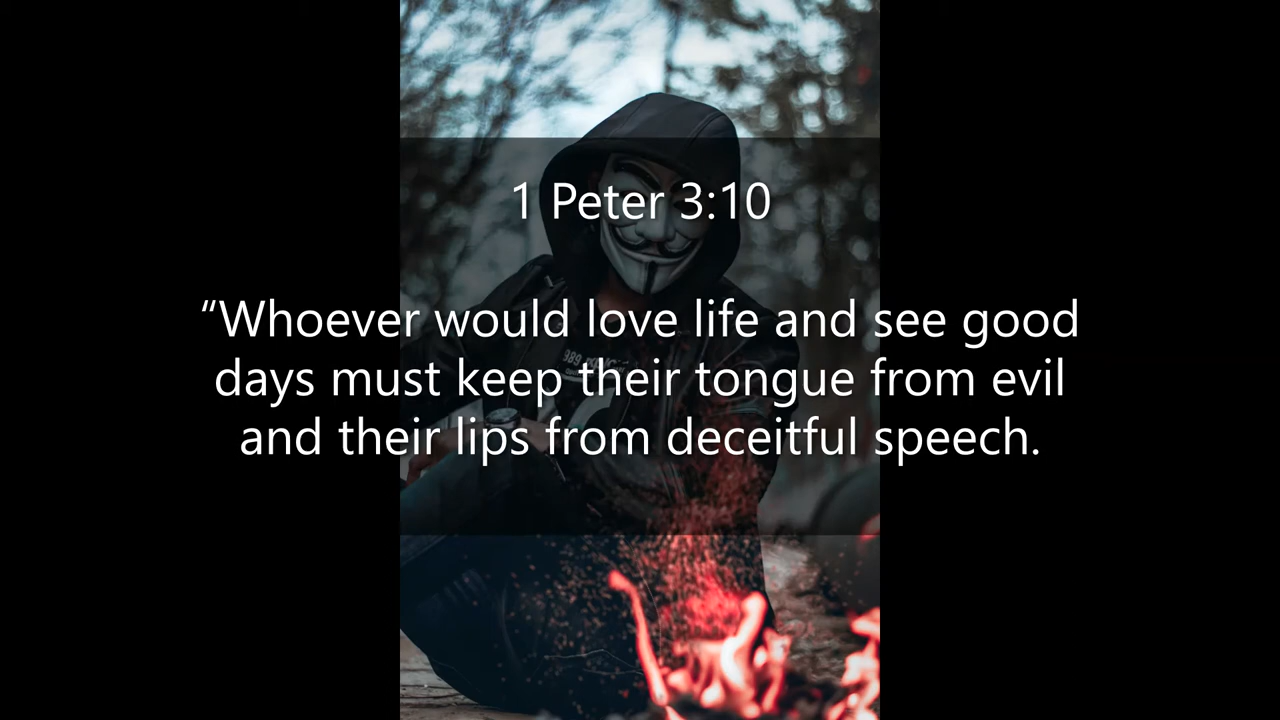 1 Peter 3:10
“Whoever would love life and see good
days must keep their tongue from evil
and their lips from deceitful speech.